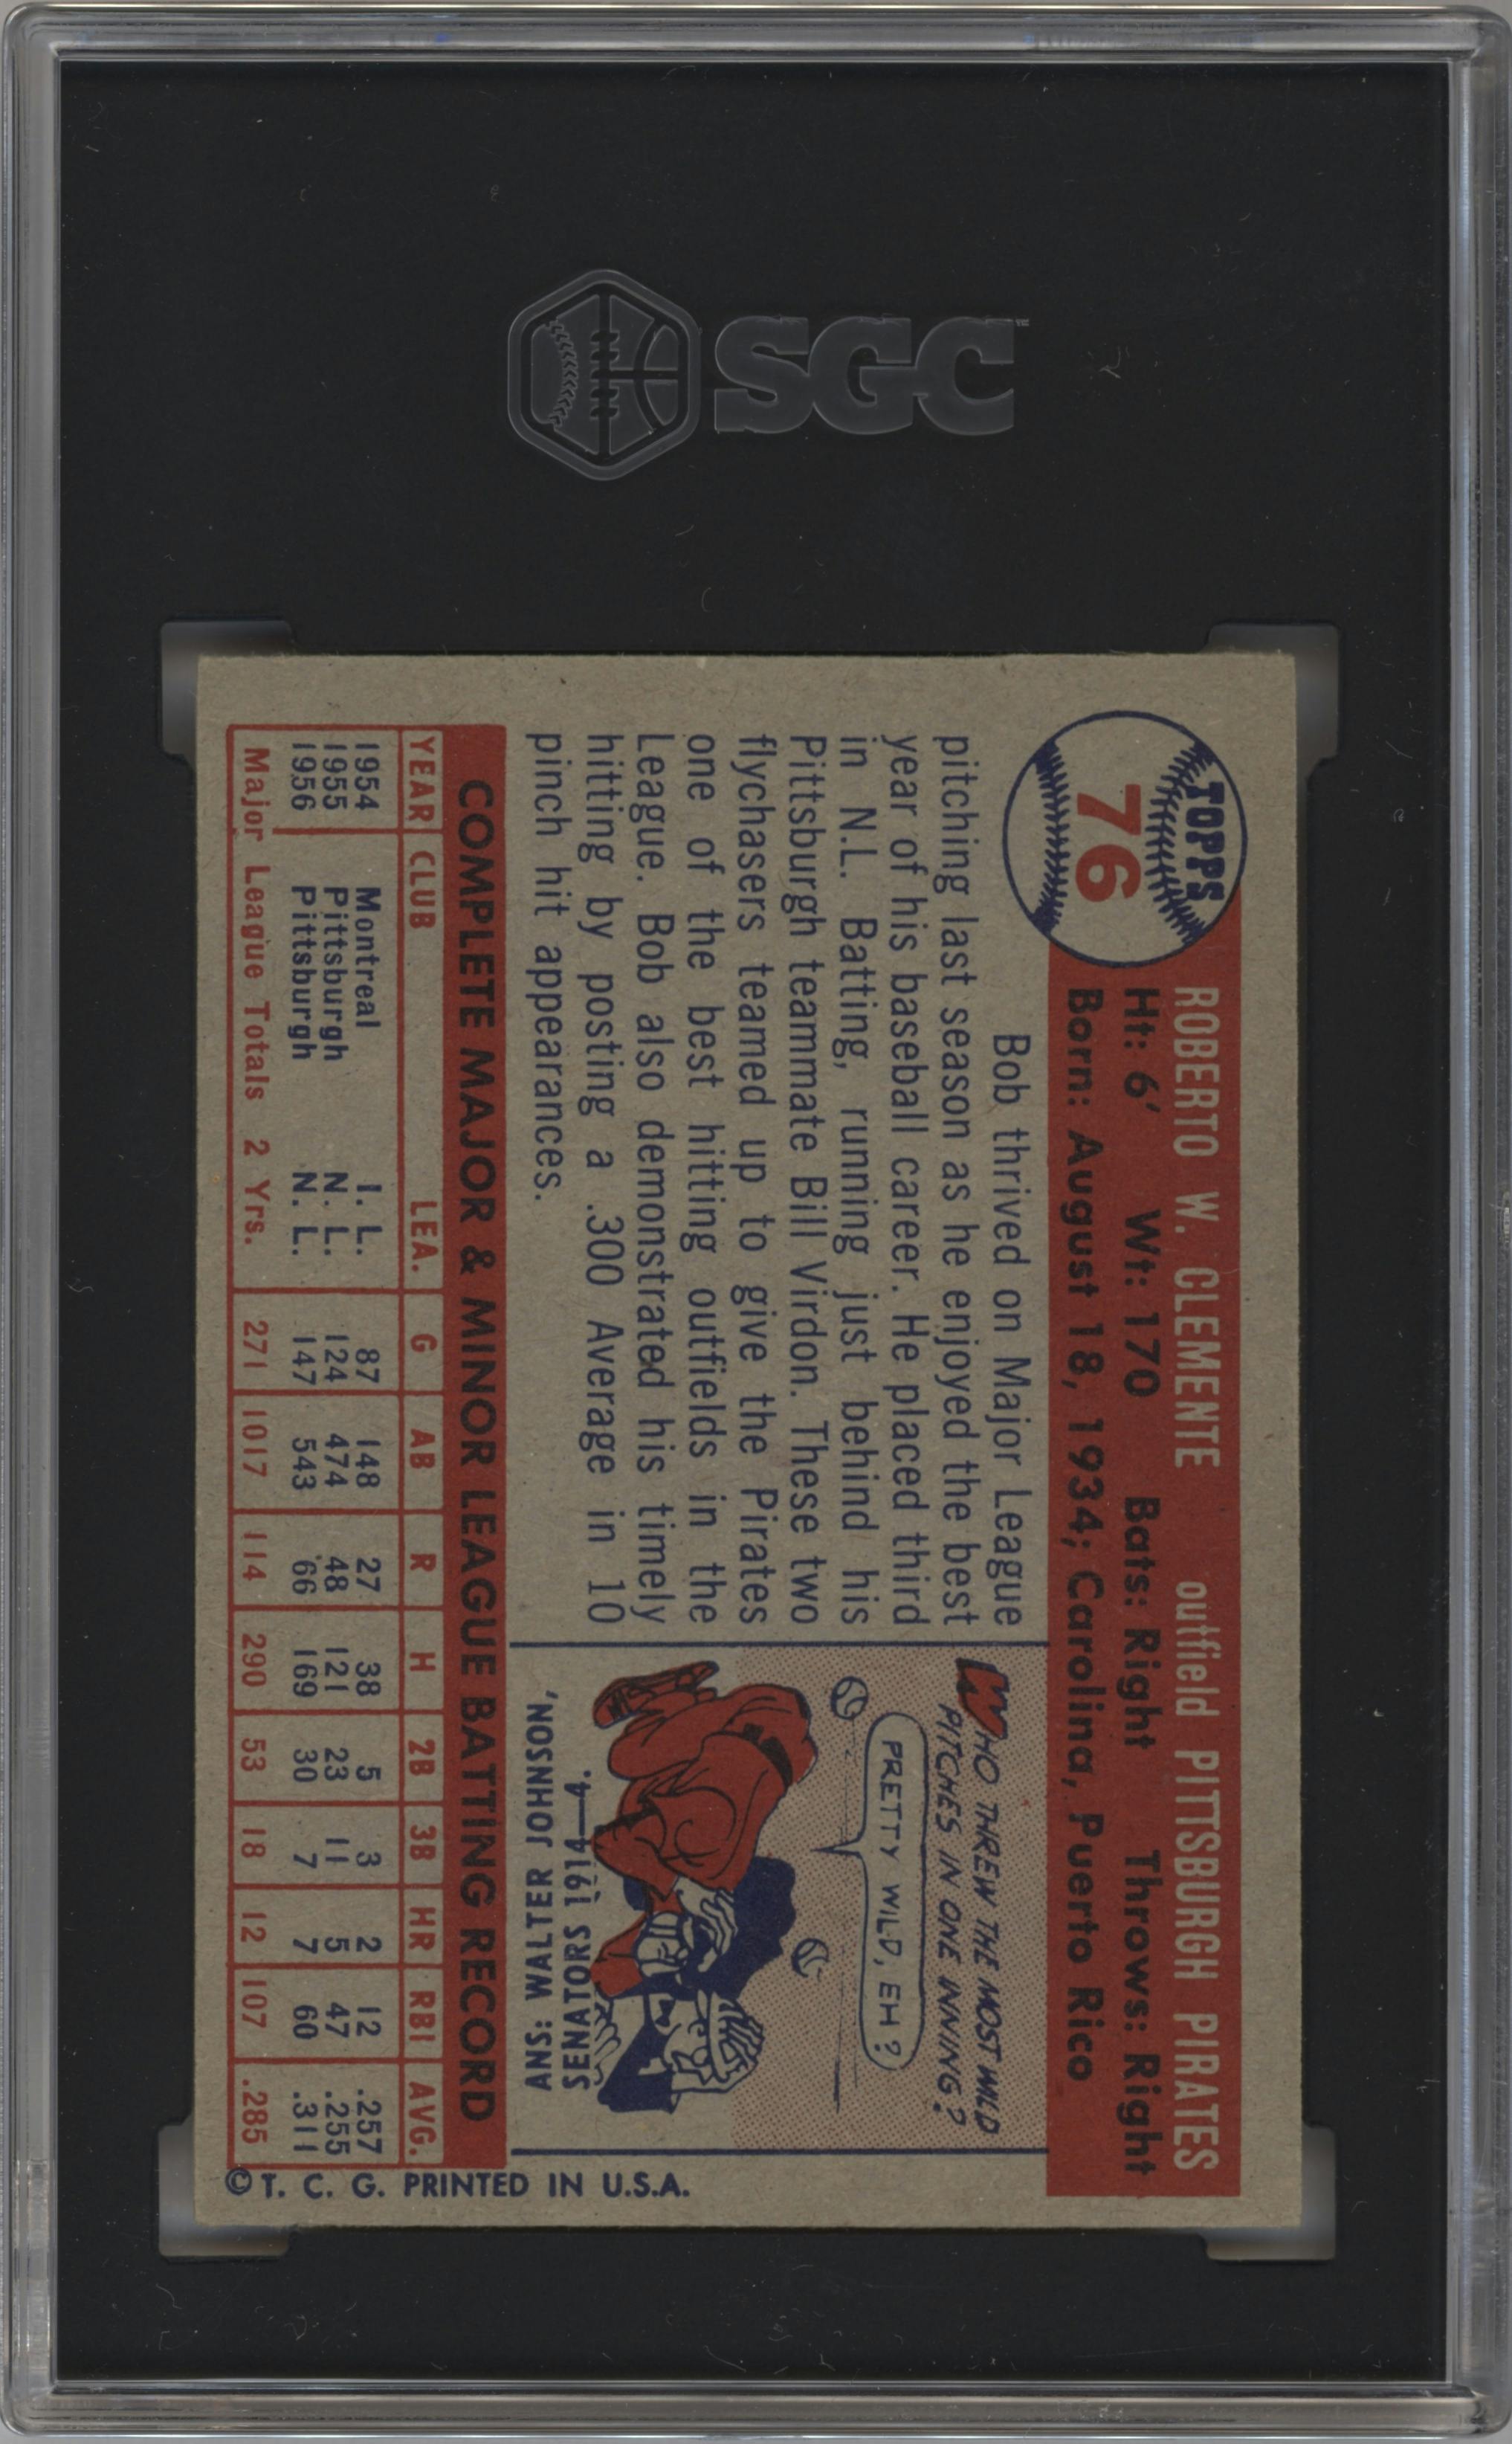 SGC™
TOPPS
76
ROBERTO W. CLEMENTE outfield PITTSBURGH PIRATES
Ht: 6' Wt: 170 Bats: Right Throws: Right
Born: August 18, 1934; Carolina, Puerto Rico
Bob thrived on Major League
pitching last season as he enjoyed the best
year of his baseball career. He placed third
in N.L. Batting, running just behind his
Pittsburgh teammate Bill Virdon. These two
flychasers teamed up to give the Pirates
one of the best hitting outfields in the
League. Bob also demonstrated his timely
hitting by posting a .300 Average in 10
pinch hit appearances.
WHO THREW THE MOST WILD
PITCHES IN ONE INNING?
PRETTY WILD, EH?
ANS: WALTER JOHNSON,
SENATORS 1914—4.
COMPLETE MAJOR & MINOR LEAGUE BATTING RECORD
YEAR CLUB LEA. G AB R H 2B 3B HR RBI AVG.
1954 Montreal I. L. 87 148 27 38 5 3 2 12 .257
1955 Pittsburgh N. L. 124 474 48 121 23 11 5 47 .255
1956 Pittsburgh N. L. 147 543 66 169 30 7 7 60 .311
Major League Totals 2 Yrs. 271 1017 114 290 53 18 12 107 .285
© T. C. G. PRINTED IN U.S.A.